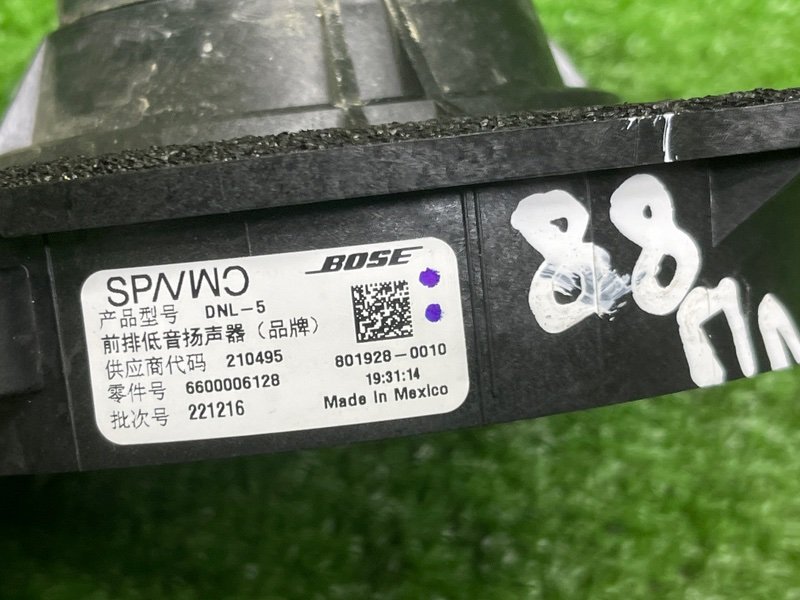 BOSE
SPVWMO
产品型号 DNL-5
前排低音扬声器（品牌）
供应商代码 210495
零件号 6600006128
批次号 221216
801928-0010
19:31:14
Made in Mexico
88
ПЛ